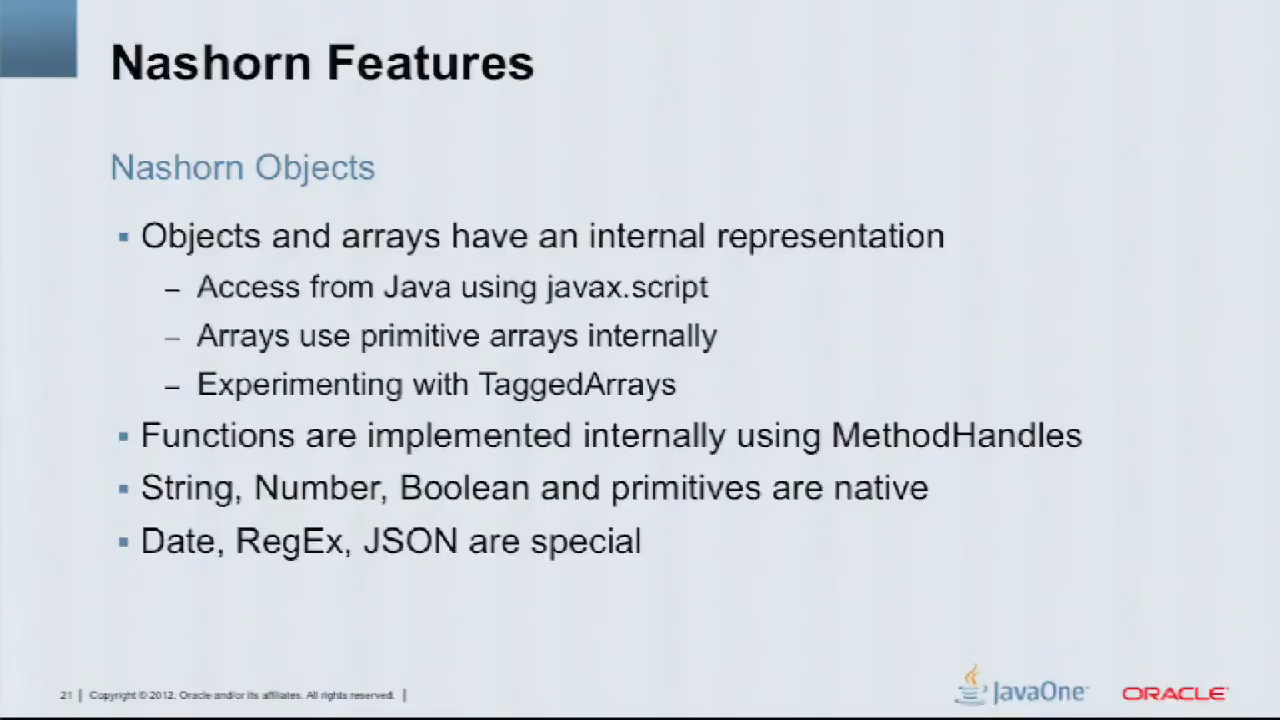 Nashorn Features
Nashorn Objects
▪ Objects and arrays have an internal representation
– Access from Java using javax.script
– Arrays use primitive arrays internally
– Experimenting with TaggedArrays
▪ Functions are implemented internally using MethodHandles
▪ String, Number, Boolean and primitives are native
▪ Date, RegEx, JSON are special
21 | Copyright © 2012, Oracle and/or its affiliates. All rights reserved. |
JavaOne ORACLE